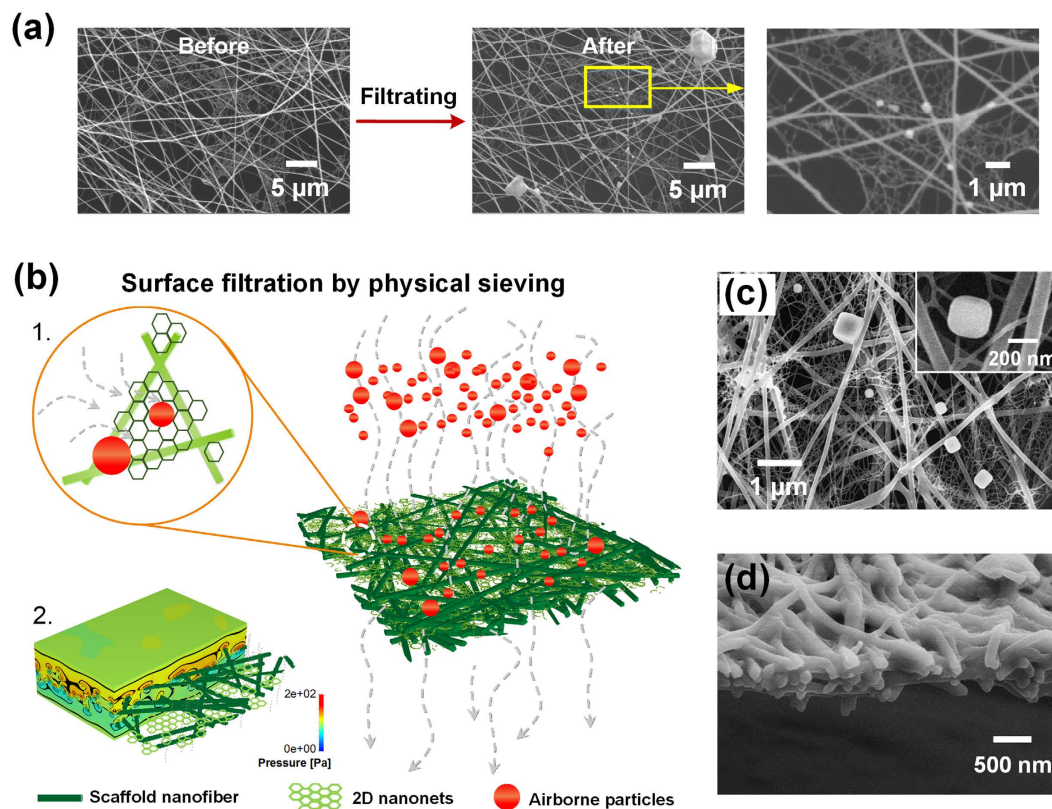 (a)
Before
5 µm
Filtrating
After
5 µm
1 µm
(b)
Surface filtration by physical sieving
1.
2.
2e+02
0e+00
Pressure [Pa]
Scaffold nanofiber
2D nanonets
Airborne particles
(c)
200 nm
1 µm
(d)
500 nm